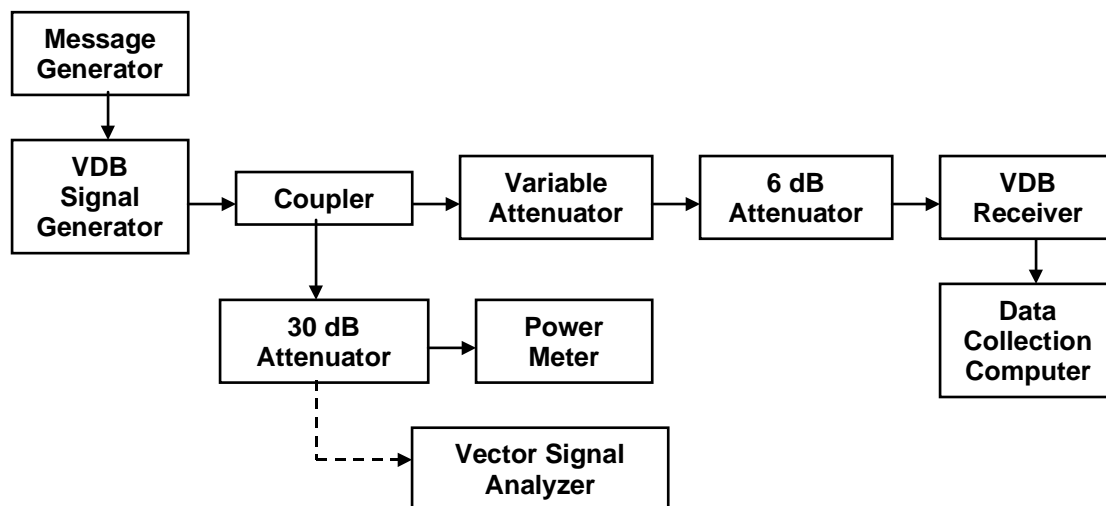 Message
Generator
VDB
Signal
Generator
Coupler
Variable
Attenuator
6 dB
Attenuator
VDB
Receiver
30 dB
Attenuator
Power
Meter
Data
Collection
Computer
Vector Signal
Analyzer